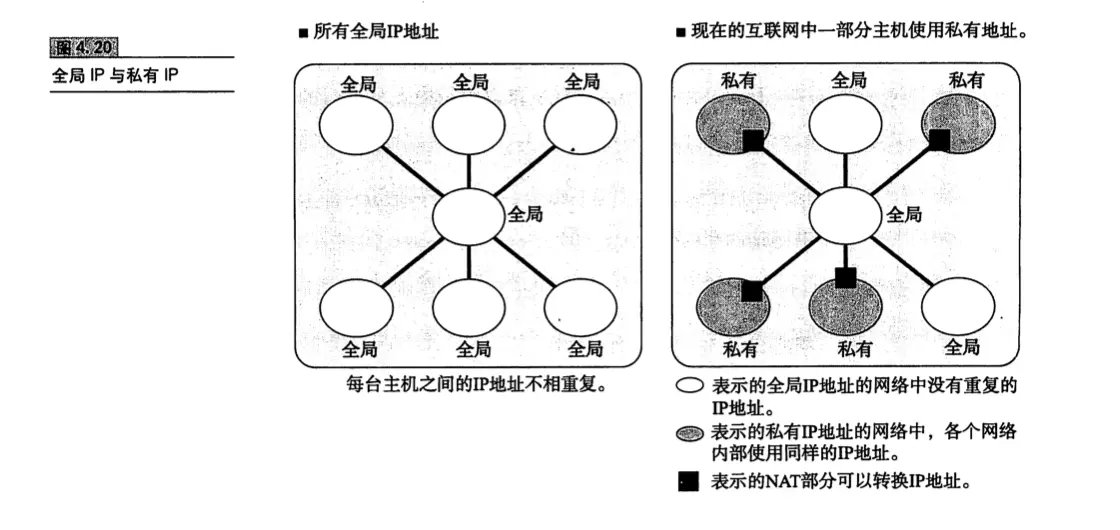 图4.20
全局 IP 与私有 IP
■ 所有全局IP地址
全局 全局 全局
全局
全局 全局 全局
每台主机之间的IP地址不相重复。
■ 现在的互联网中一部分主机使用私有地址。
私有 全局 私有
全局
私有 私有 全局
表示的全局IP地址的网络中没有重复的
IP地址。
表示的私有IP地址的网络中，各个网络
内部使用同样的IP地址。
表示的NAT部分可以转换IP地址。